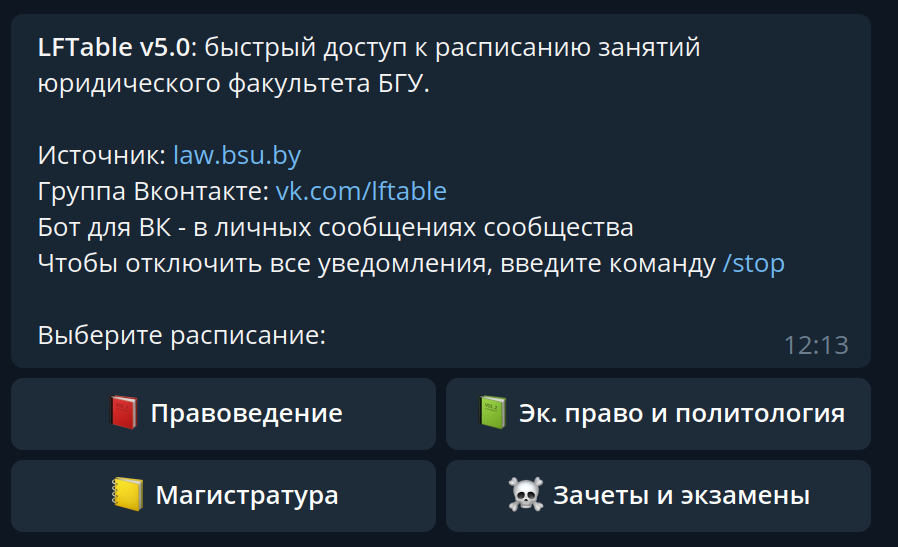 LFTable v5.0: быстрый доступ к расписанию занятий
юридического факультета БГУ.
Источник: law.bsu.by
Группа Вконтакте: vk.com/lftable
Бот для ВК - в личных сообщениях сообщества
Чтобы отключить все уведомления, введите команду /stop
Выберите расписание:
12:13
Правоведение
Эк. право и политология
Магистратура
Зачеты и экзамены